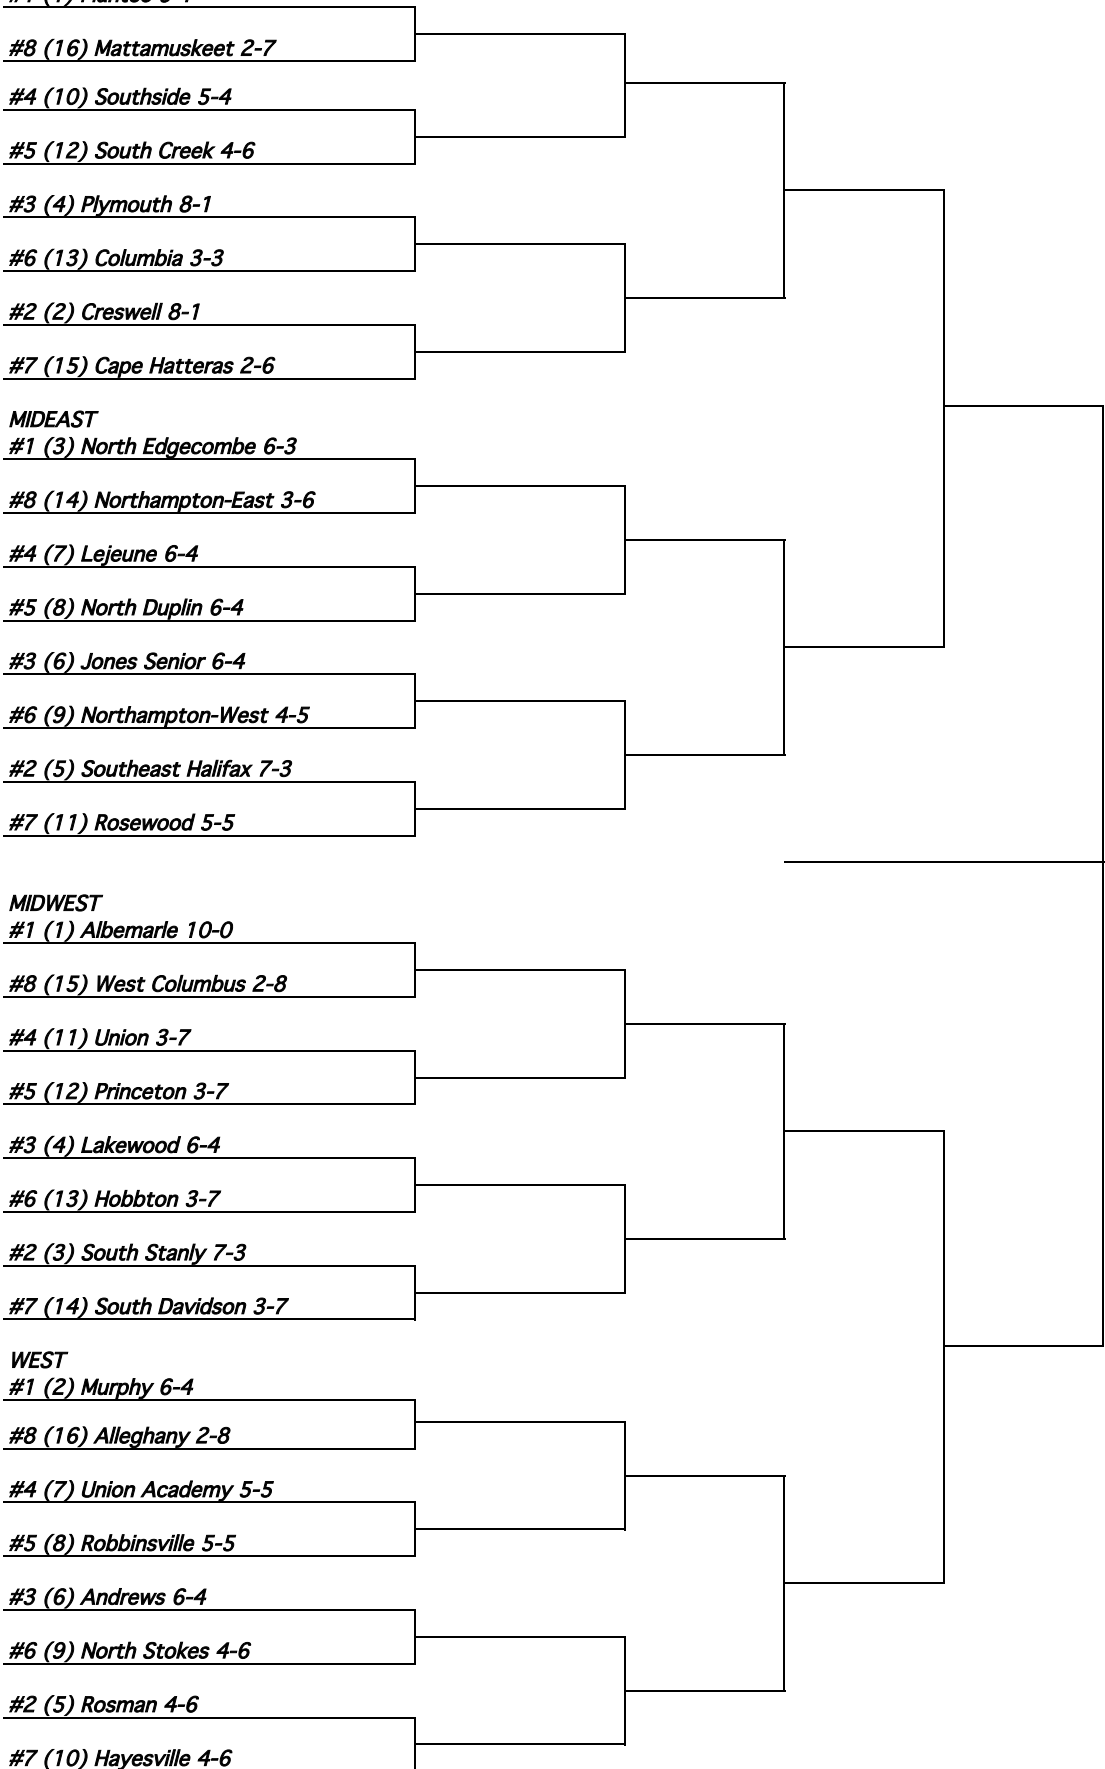 #8 (16) Mattamuskeet 2-7
#4 (10) Southside 5-4
#5 (12) South Creek 4-6
#3 (4) Plymouth 8-1
#6 (13) Columbia 3-3
#2 (2) Creswell 8-1
#7 (15) Cape Hatteras 2-6
MIDEAST
#1 (3) North Edgecombe 6-3
#8 (14) Northampton-East 3-6
#4 (7) Lejeune 6-4
#5 (8) North Duplin 6-4
#3 (6) Jones Senior 6-4
#6 (9) Northampton-West 4-5
#2 (5) Southeast Halifax 7-3
#7 (11) Rosewood 5-5
MIDWEST
#1 (1) Albemarle 10-0
#8 (15) West Columbus 2-8
#4 (11) Union 3-7
#5 (12) Princeton 3-7
#3 (4) Lakewood 6-4
#6 (13) Hobbton 3-7
#2 (3) South Stanly 7-3
#7 (14) South Davidson 3-7
WEST
#1 (2) Murphy 6-4
#8 (16) Alleghany 2-8
#4 (7) Union Academy 5-5
#5 (8) Robbinsville 5-5
#3 (6) Andrews 6-4
#6 (9) North Stokes 4-6
#2 (5) Rosman 4-6
#7 (10) Hayesville 4-6